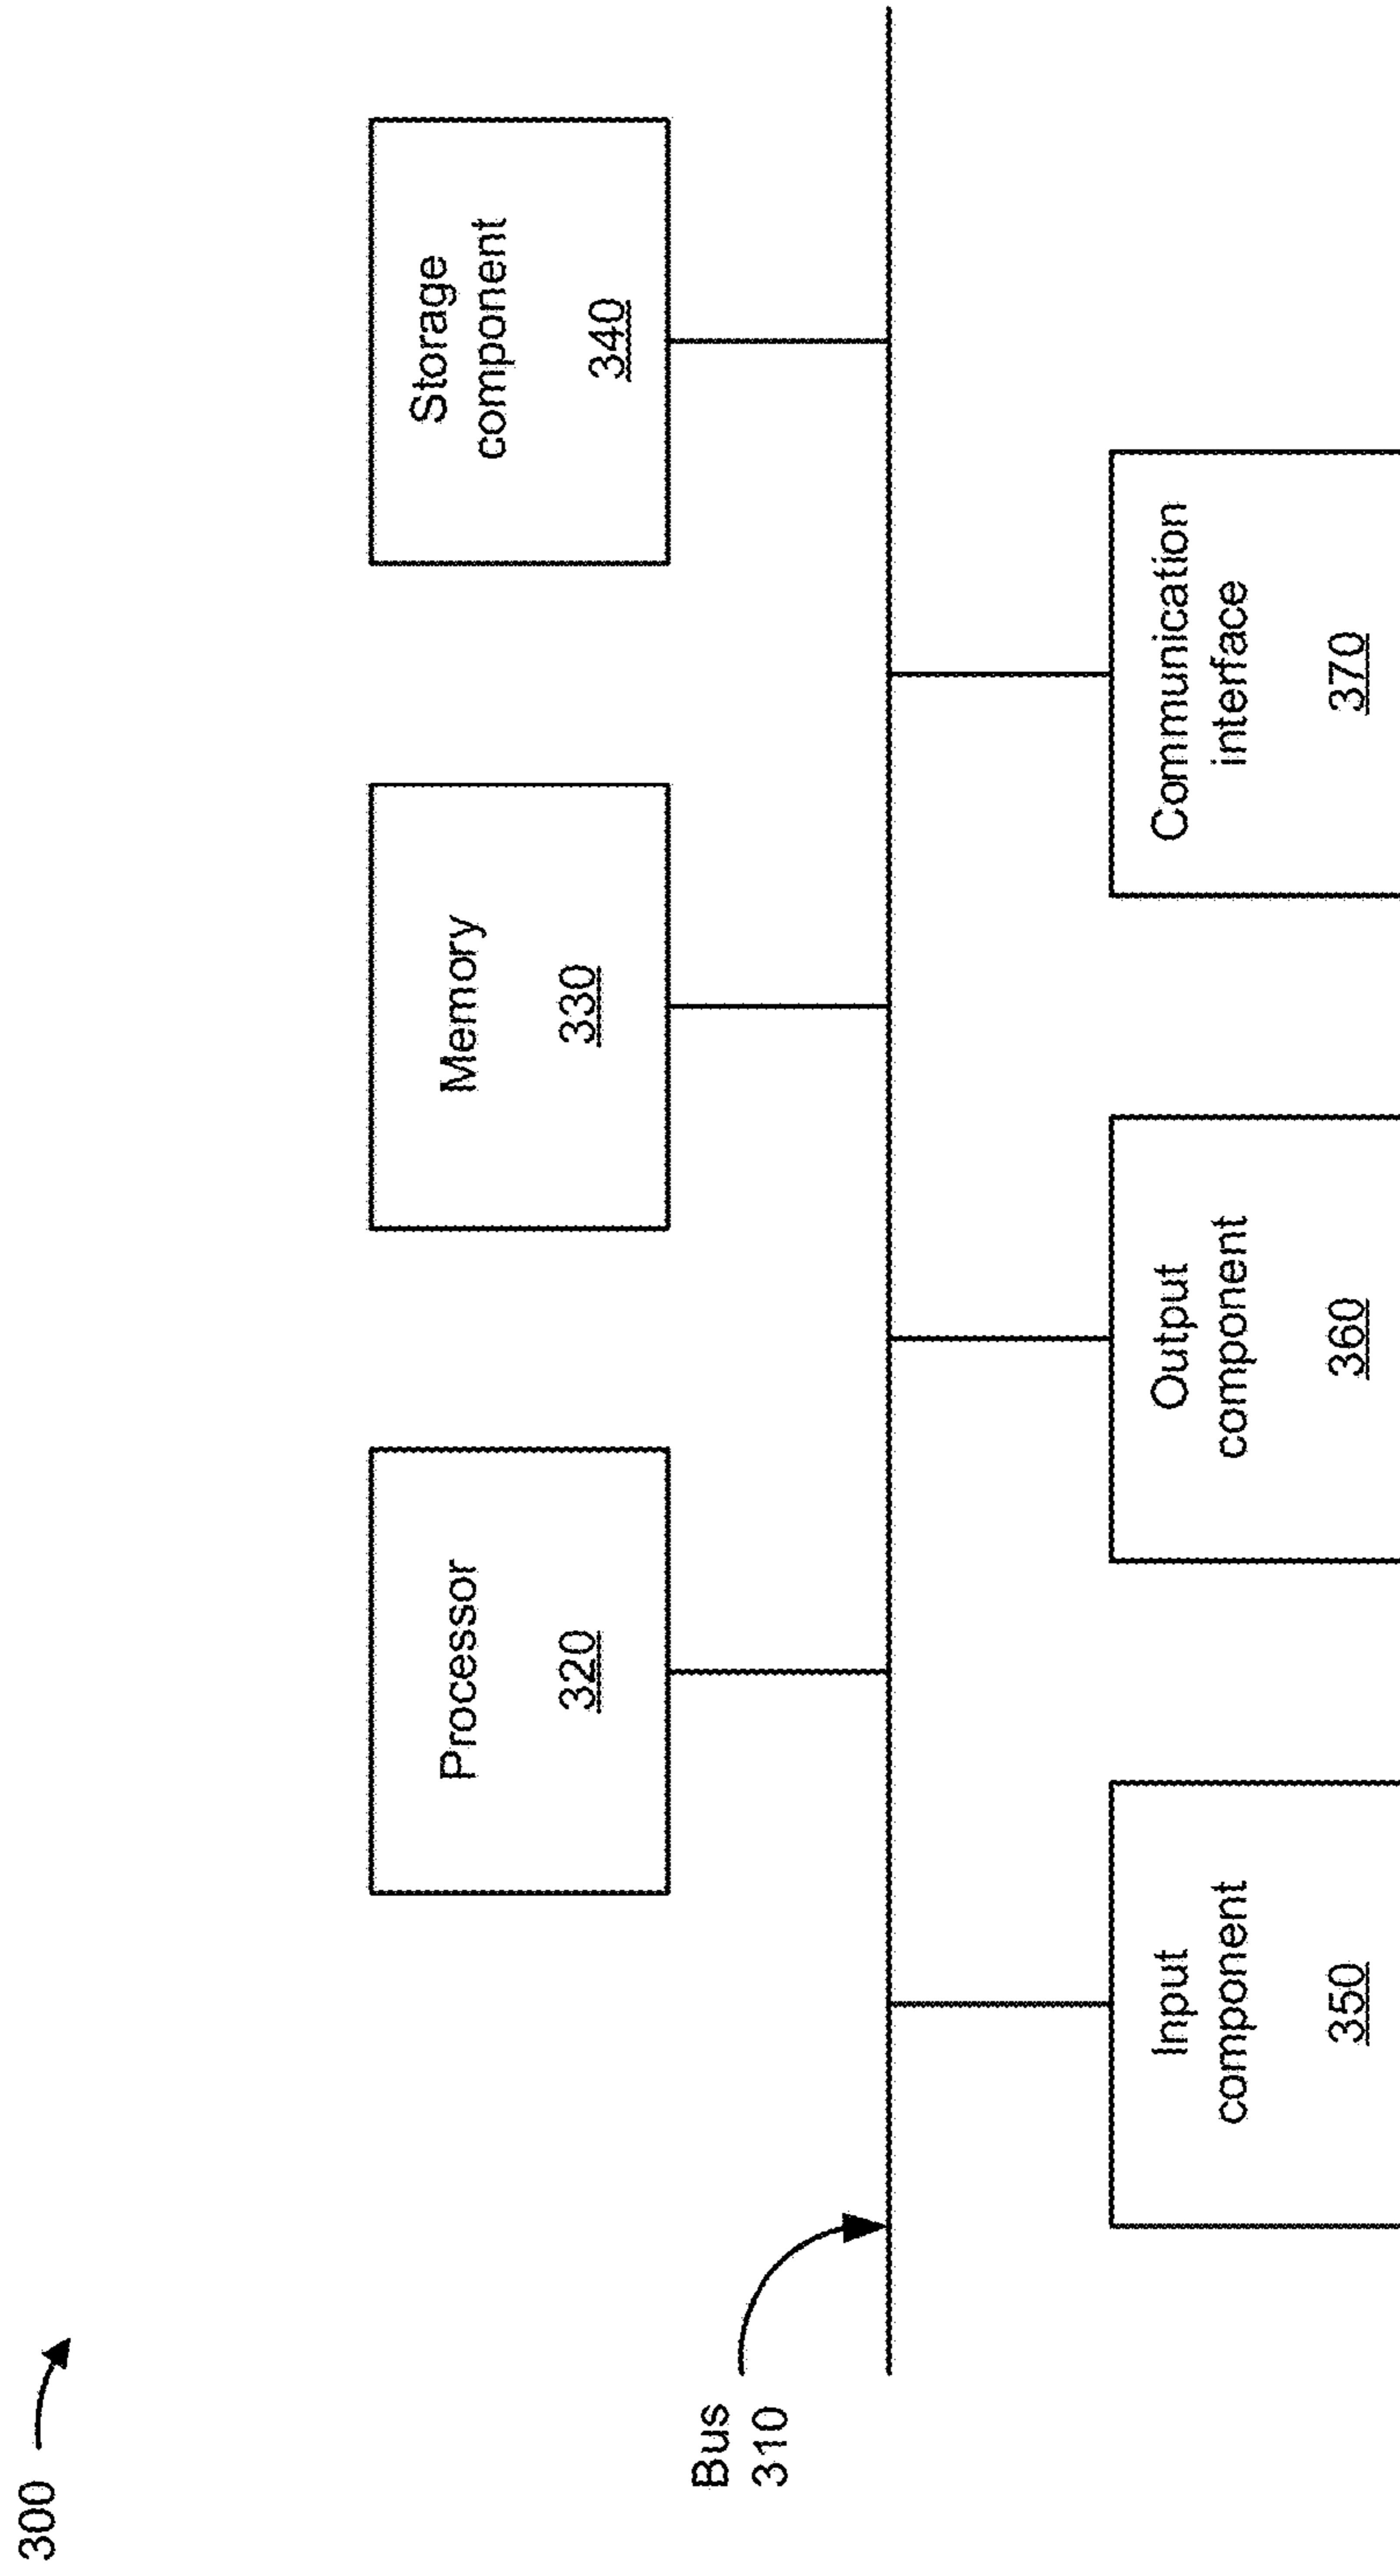 300
Processor
320
Memory
330
Storage
component
340
Bus
310
Input
component
350
Output
component
360
Communication
interface
370